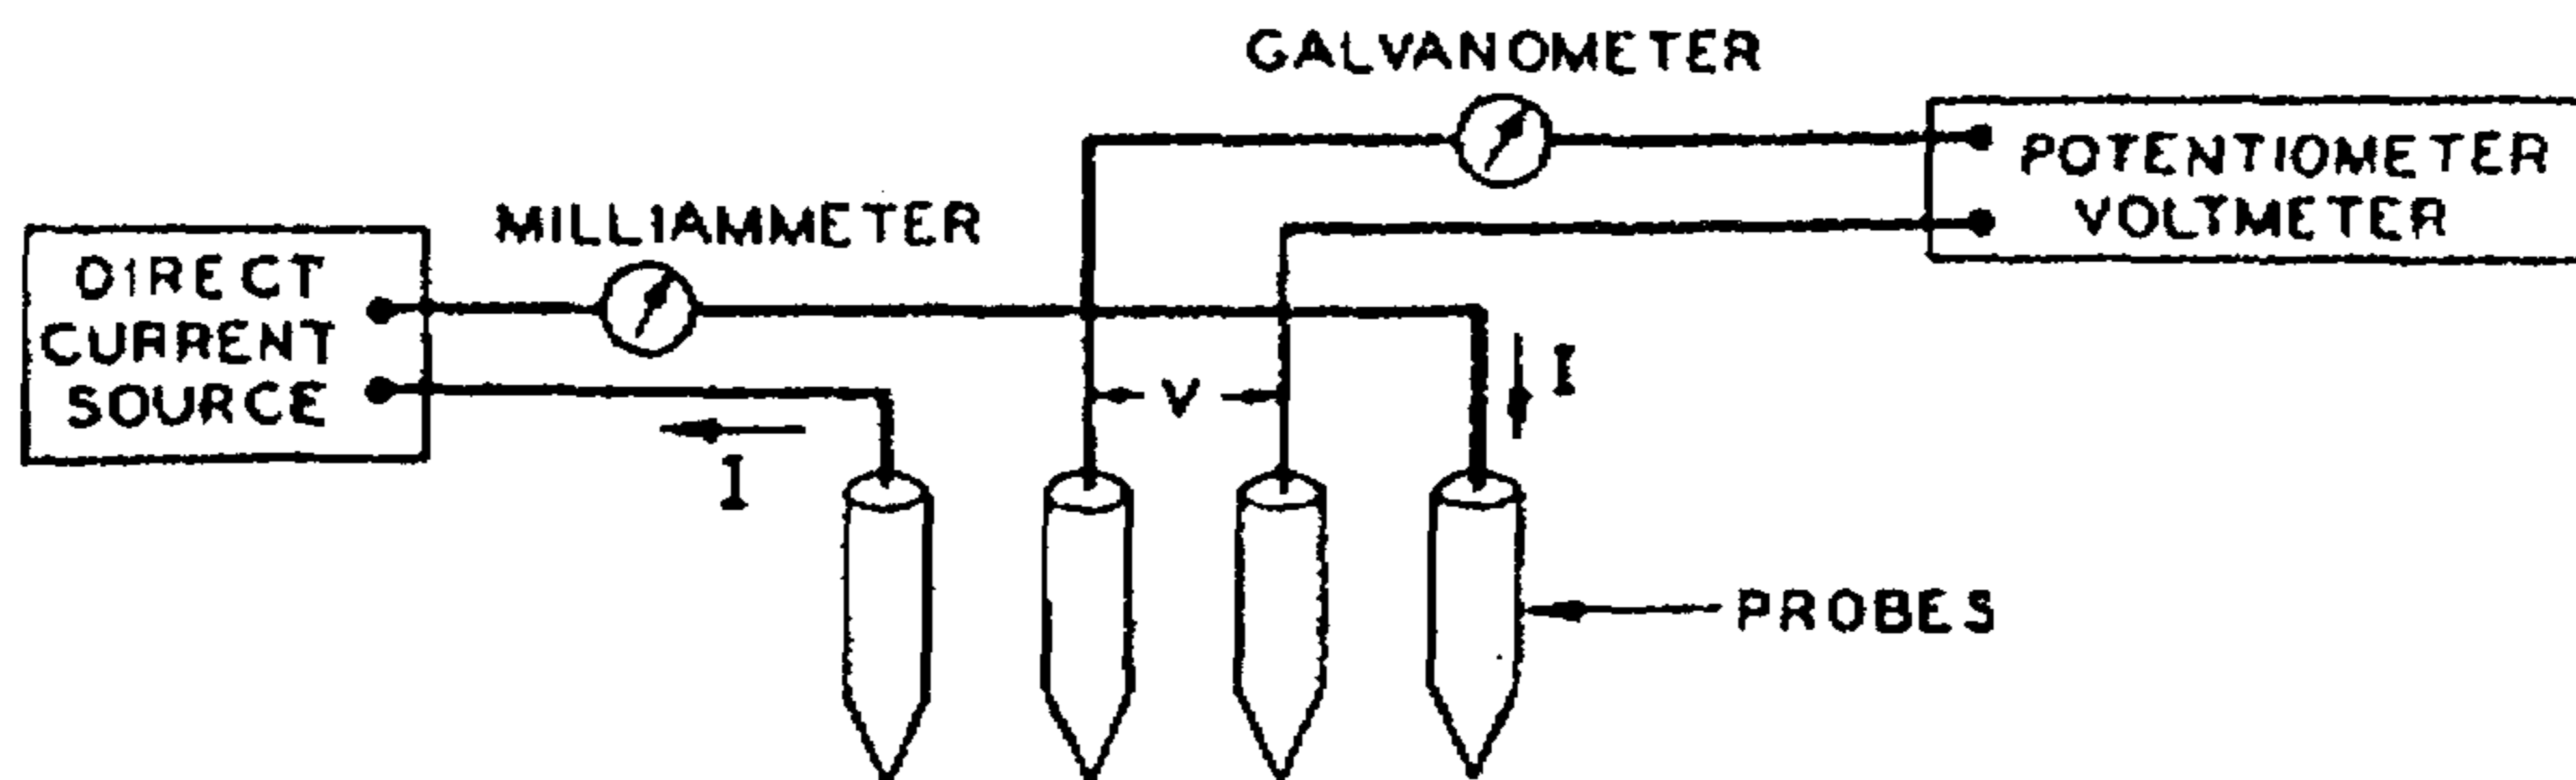 GALVANOMETER
POTENTIOMETER
VOLTMETER
MILLIAMMETER
DIRECT
CURRENT
SOURCE
V
I
I
PROBES